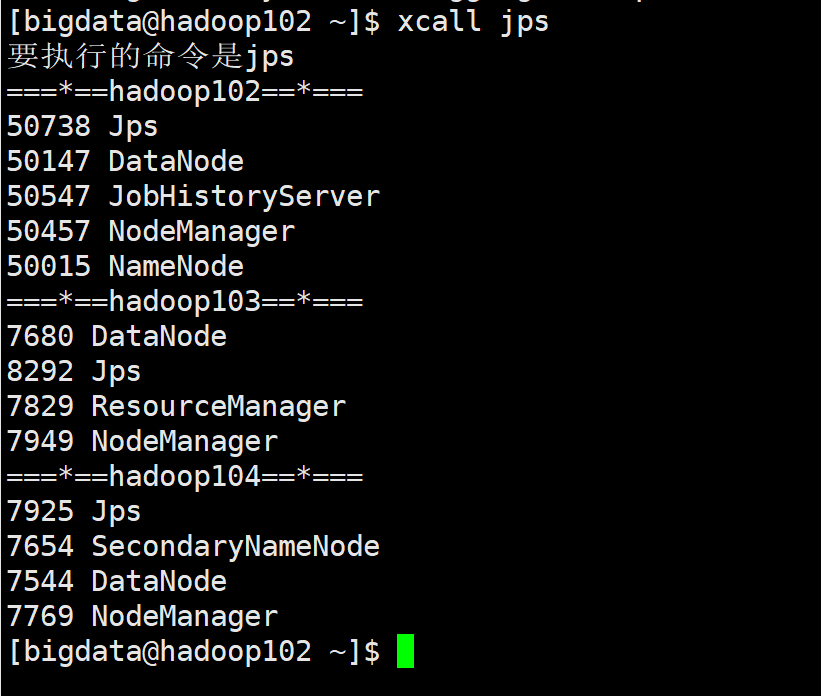 [bigdata@hadoop102 ~]$ xcall jps
要执行的命令是jps
===*==hadoop102==*===
50738 Jps
50147 DataNode
50547 JobHistoryServer
50457 NodeManager
50015 NameNode
===*==hadoop103==*===
7680 DataNode
8292 Jps
7829 ResourceManager
7949 NodeManager
===*==hadoop104==*===
7925 Jps
7654 SecondaryNameNode
7544 DataNode
7769 NodeManager
[bigdata@hadoop102 ~]$